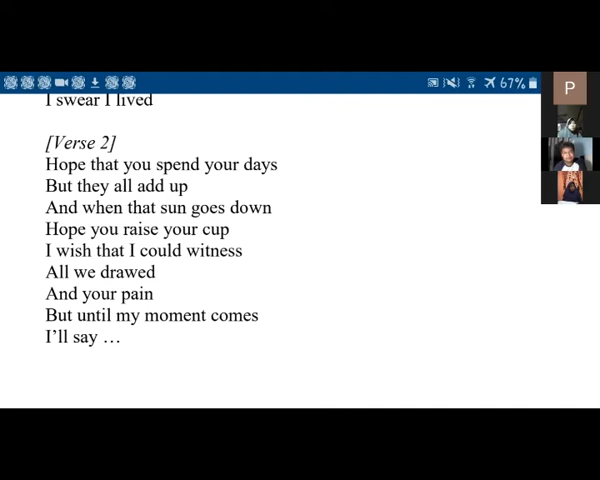 67%
P
I swear I lived
[Verse 2]
Hope that you spend your days
But they all add up
And when that sun goes down
Hope you raise your cup
I wish that I could witness
All we drawed
And your pain
But until my moment comes
I’ll say …